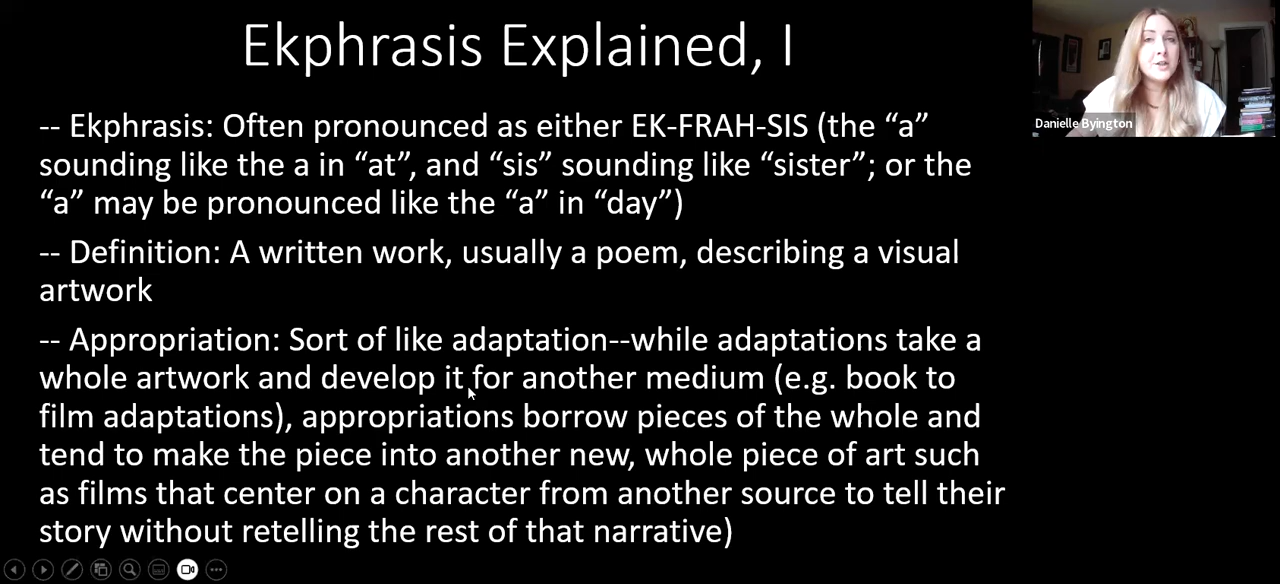 Ekphrasis Explained, I
Danielle Byington
-- Ekphrasis: Often pronounced as either EK-FRAH-SIS (the “a”
sounding like the a in “at”, and “sis” sounding like “sister”; or the
“a” may be pronounced like the “a” in “day”)
-- Definition: A written work, usually a poem, describing a visual
artwork
-- Appropriation: Sort of like adaptation--while adaptations take a
whole artwork and develop it for another medium (e.g. book to
film adaptations), appropriations borrow pieces of the whole and
tend to make the piece into another new, whole piece of art such
as films that center on a character from another source to tell their
story without retelling the rest of that narrative)